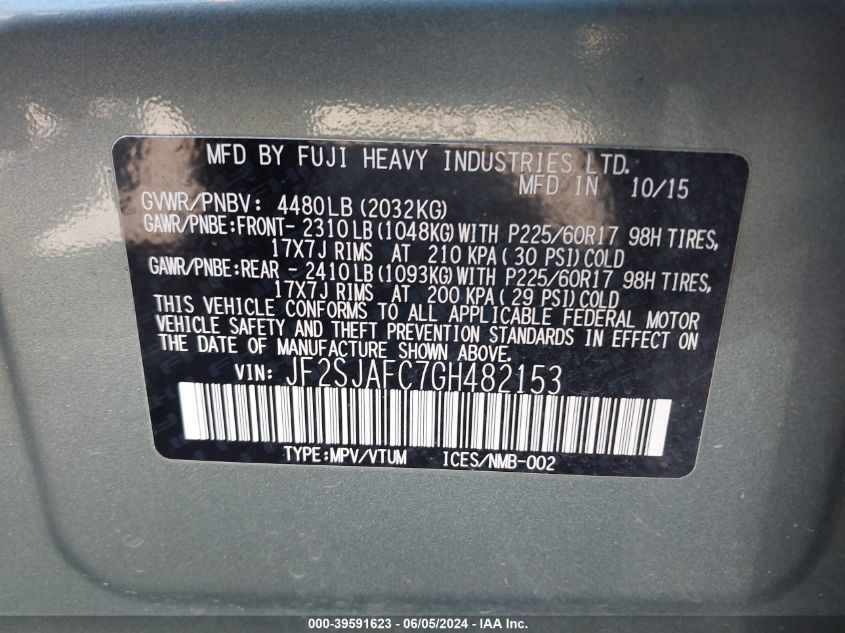 MFD BY FUJI HEAVY INDUSTRIES LTD.
MFD IN 10/15
GVWR/PNBV: 4480LB(2032KG)
GAWR/PNBE:FRONT- 2310LB(1048KG)WITH P225/60R17 98H TIRES,
17X7J RIMS AT 210 KPA( 30 PSI)COLD
GAWR/PNBE:REAR - 2410LB(1093KG)WITH P225/60R17 98H TIRES,
17X7J RIMS AT 200 KPA( 29 PSI)COLD
THIS VEHICLE CONFORMS TO ALL APPLICABLE FEDERAL MOTOR
VEHICLE SAFETY AND THEFT PREVENTION STANDARDS IN EFFECT ON
THE DATE OF MANUFACTURE SHOWN ABOVE.
VIN: JF2SJAFC7GH482153
TYPE:MPV/VTUM ICES/NMB-002
000-39591623 - 06/05/2024 - IAAI Inc.